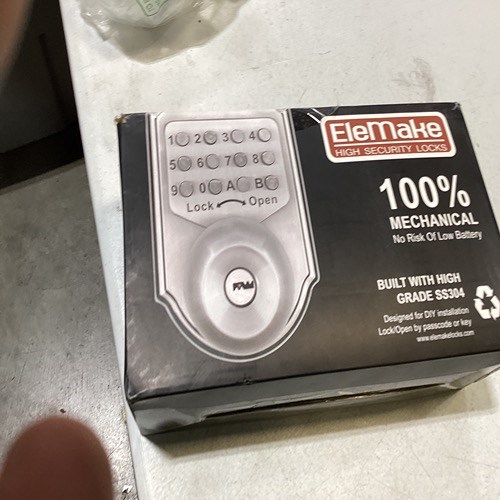 1 2 3 4
5 6 7 8
9 0 A B
Lock Open
EleMake
HIGH SECURITY LOCKS
100%
MECHANICAL
No Risk Of Low Battery
BUILT WITH HIGH
GRADE SS304
Designed for DIY installation
Lock/Open by passcode or key
www.elemakelocks.com